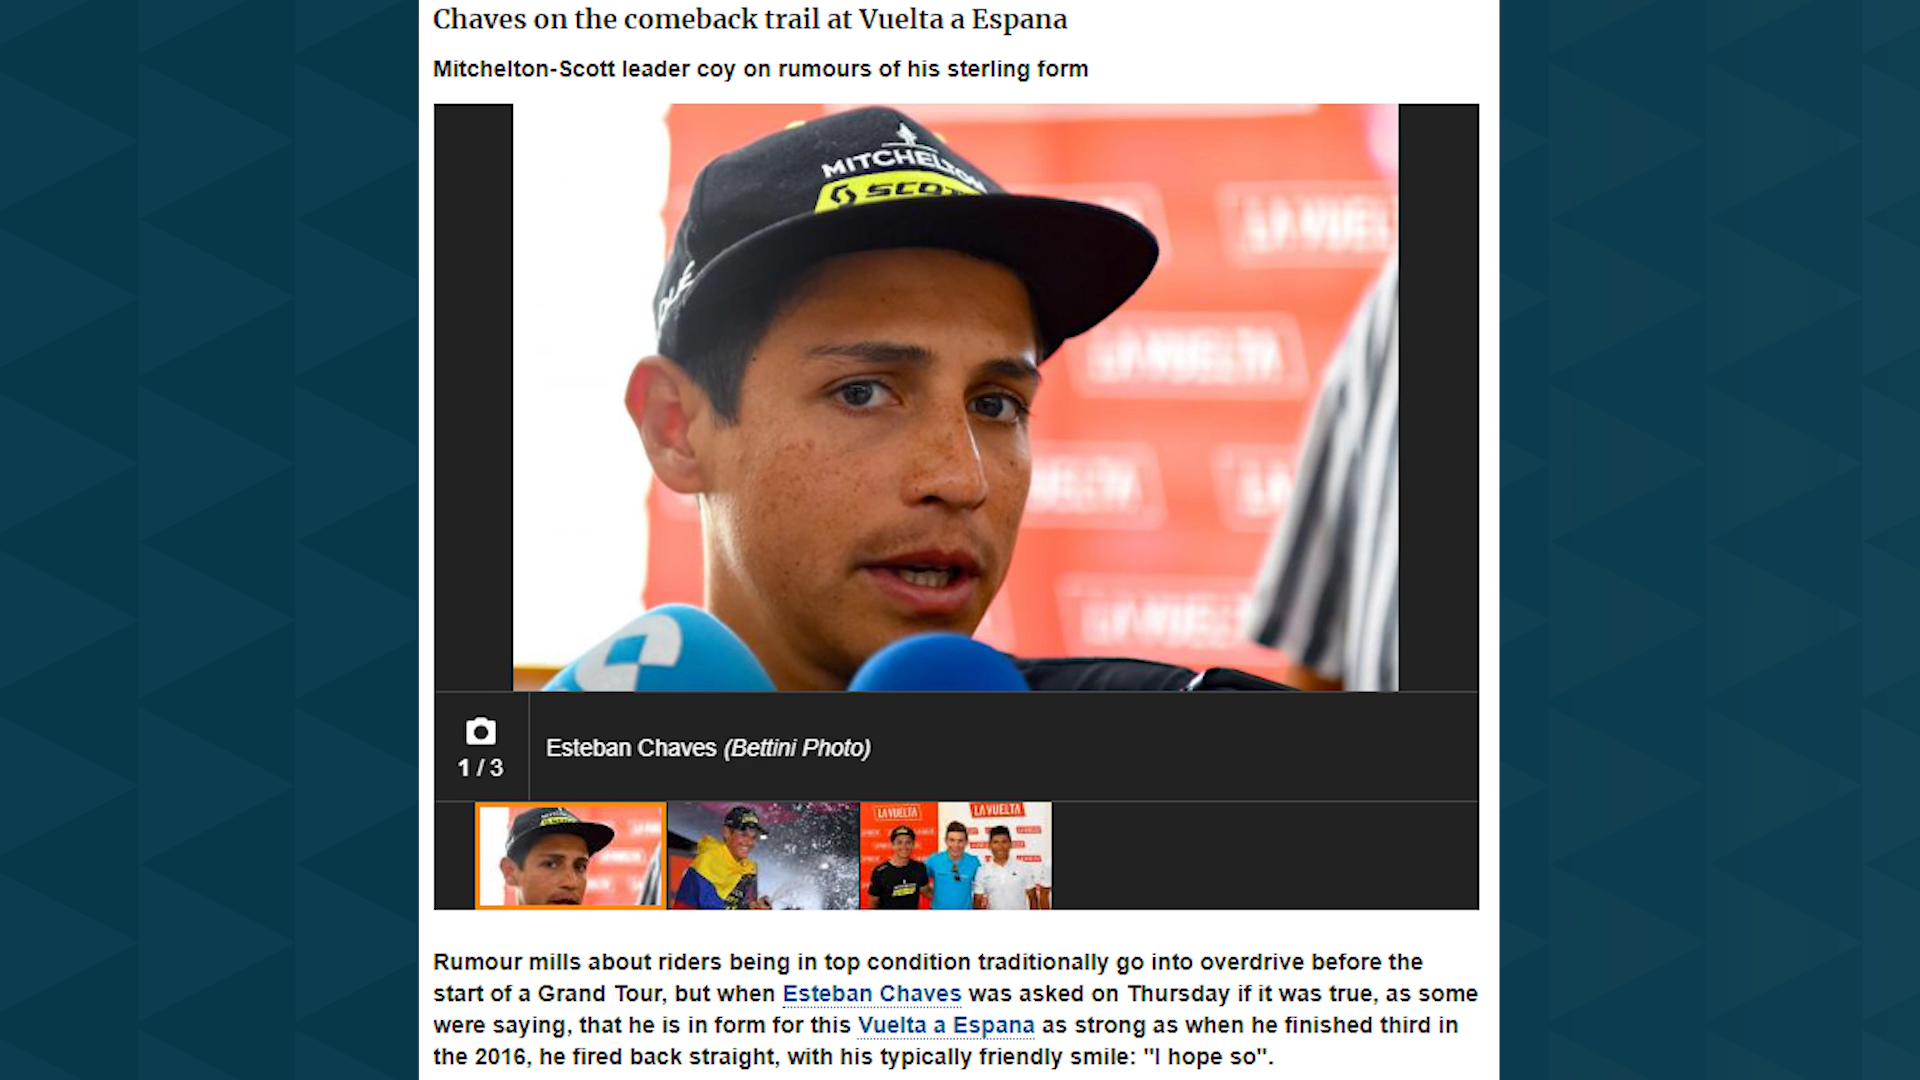 Chaves on the comeback trail at Vuelta a Espana
Mitchelton-Scott leader coy on rumours of his sterling form
MITCHELTON
SCOTT
LA VUELTA
LA VUELTA
1 / 3
Esteban Chaves (Bettini Photo)
LA VUELTA
LA VUELTA
Rumour mills about riders being in top condition traditionally go into overdrive before the
start of a Grand Tour, but when Esteban Chaves was asked on Thursday if it was true, as some
were saying, that he is in form for this Vuelta a Espana as strong as when he finished third in
the 2016, he fired back straight, with his typically friendly smile: "I hope so".